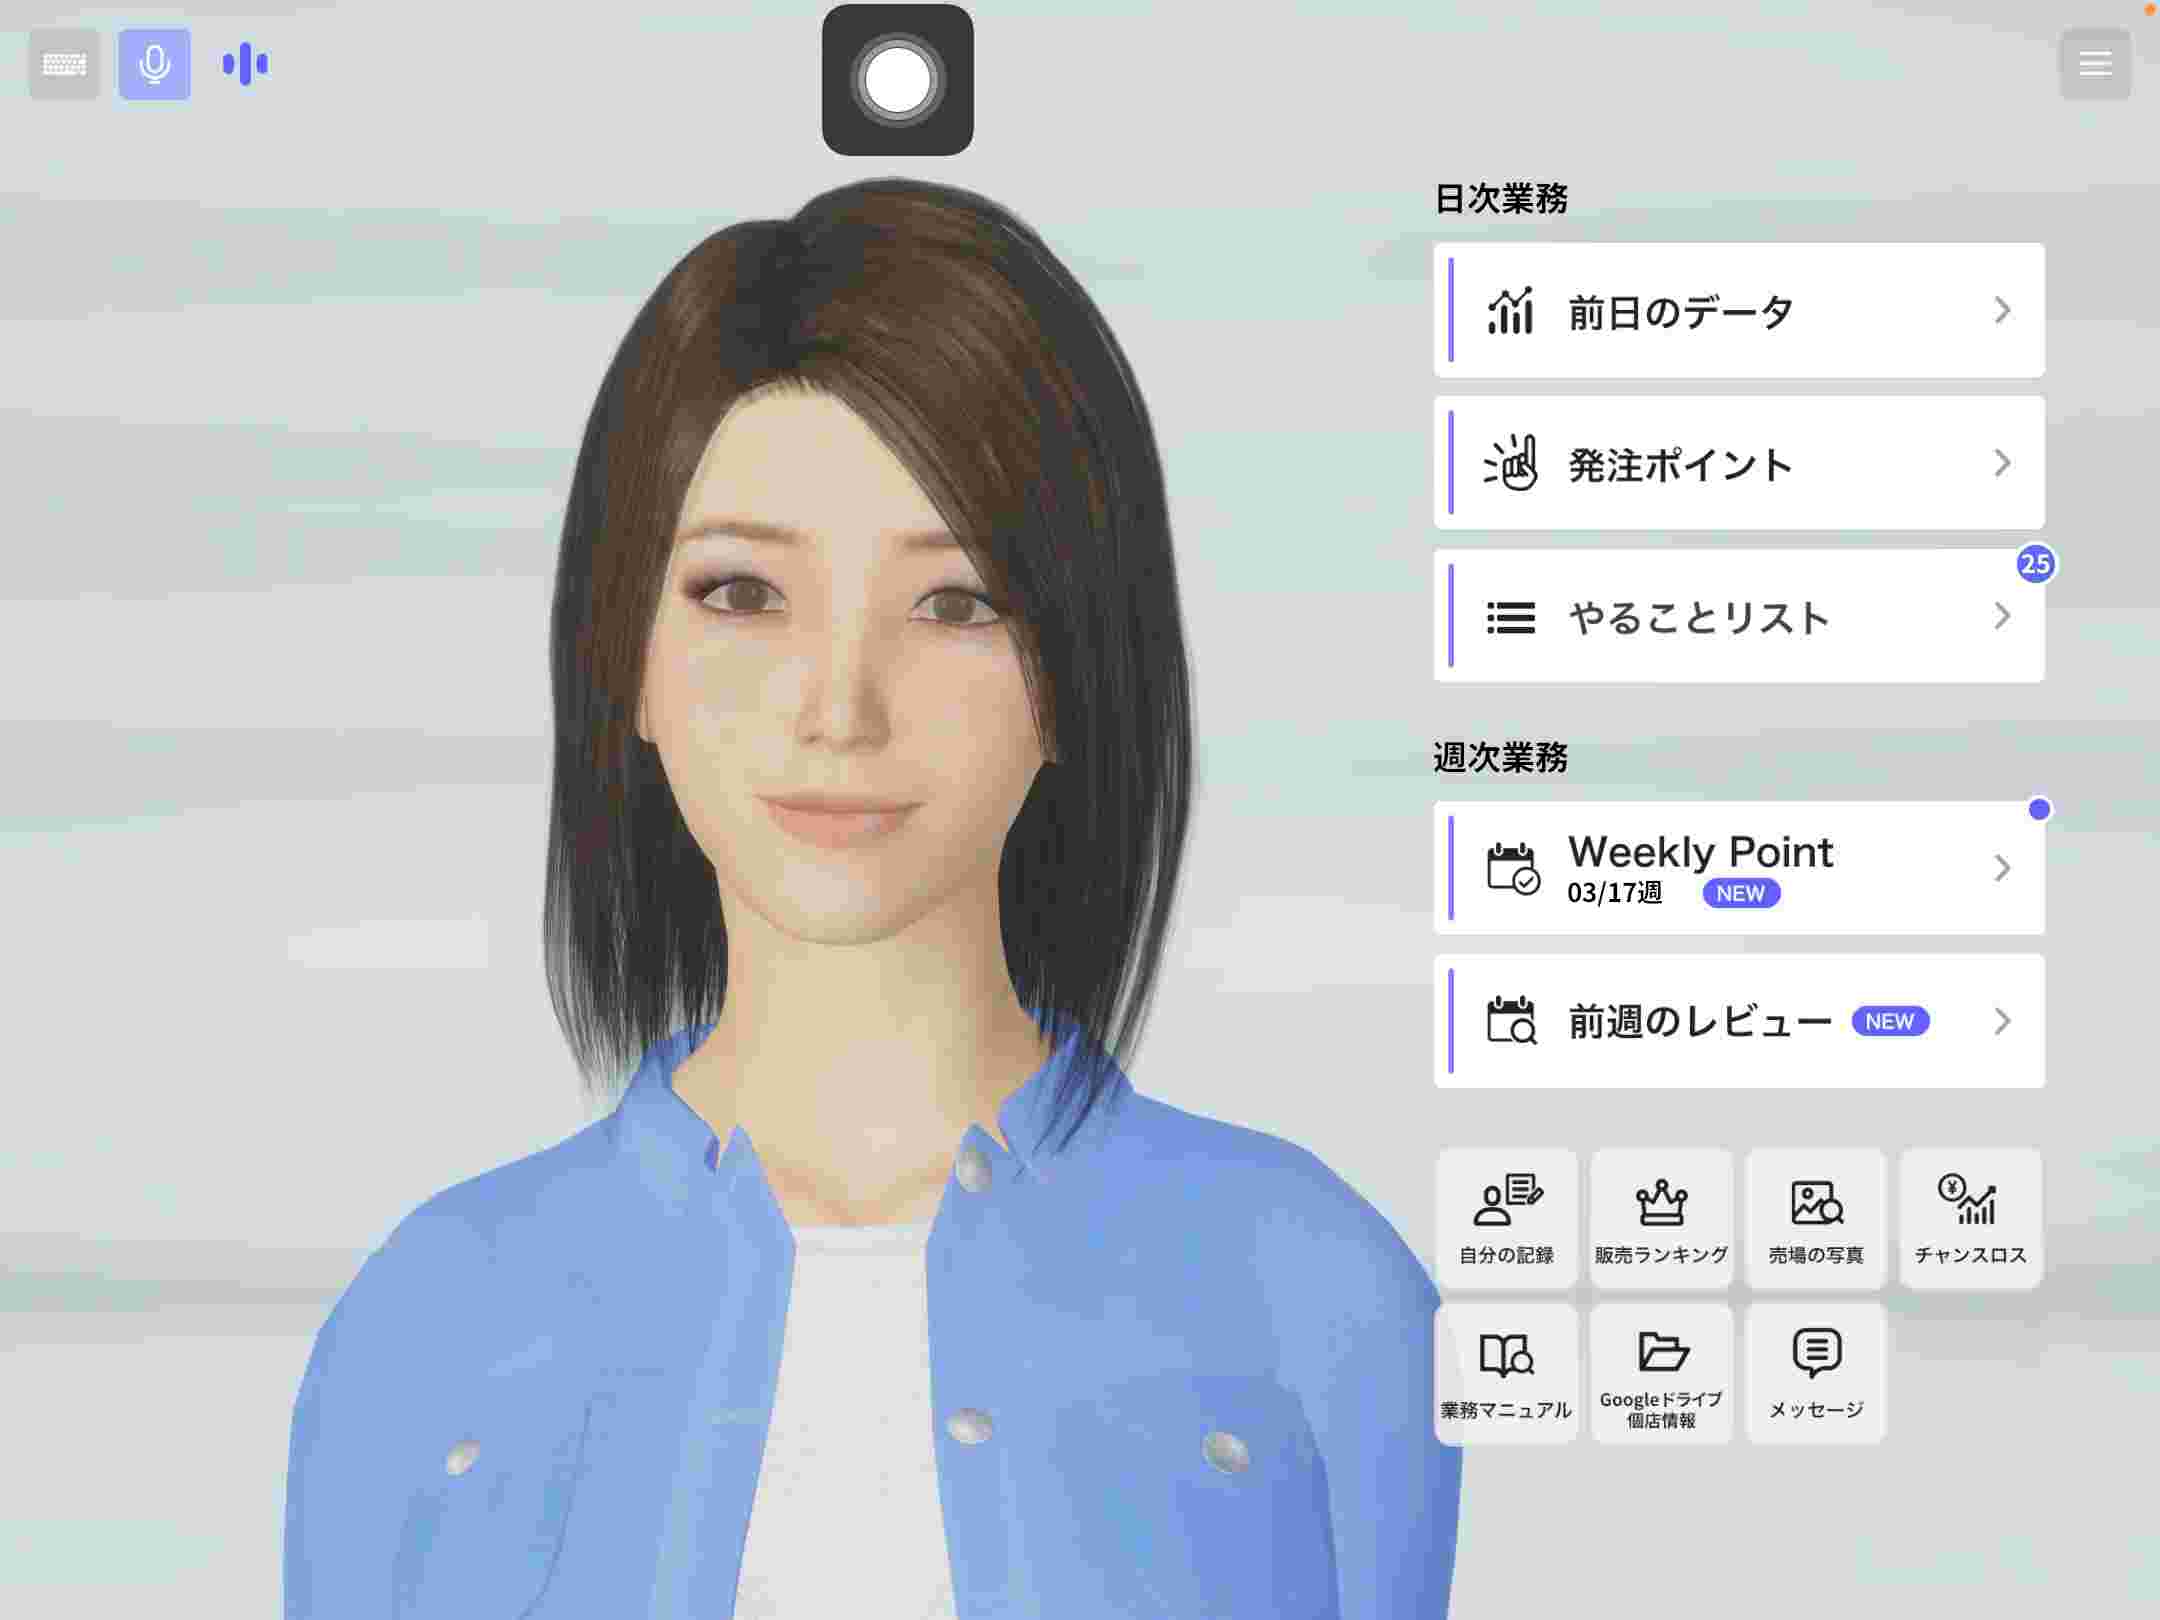 日次業務
前日のデータ
発注ポイント
25
やることリスト
週次業務
Weekly Point
03/17週 NEW
前週のレビュー NEW
自分の記録 販売ランキング 売場の写真 チャンスロス
業務マニュアル Googleドライブ 個店情報 メッセージ